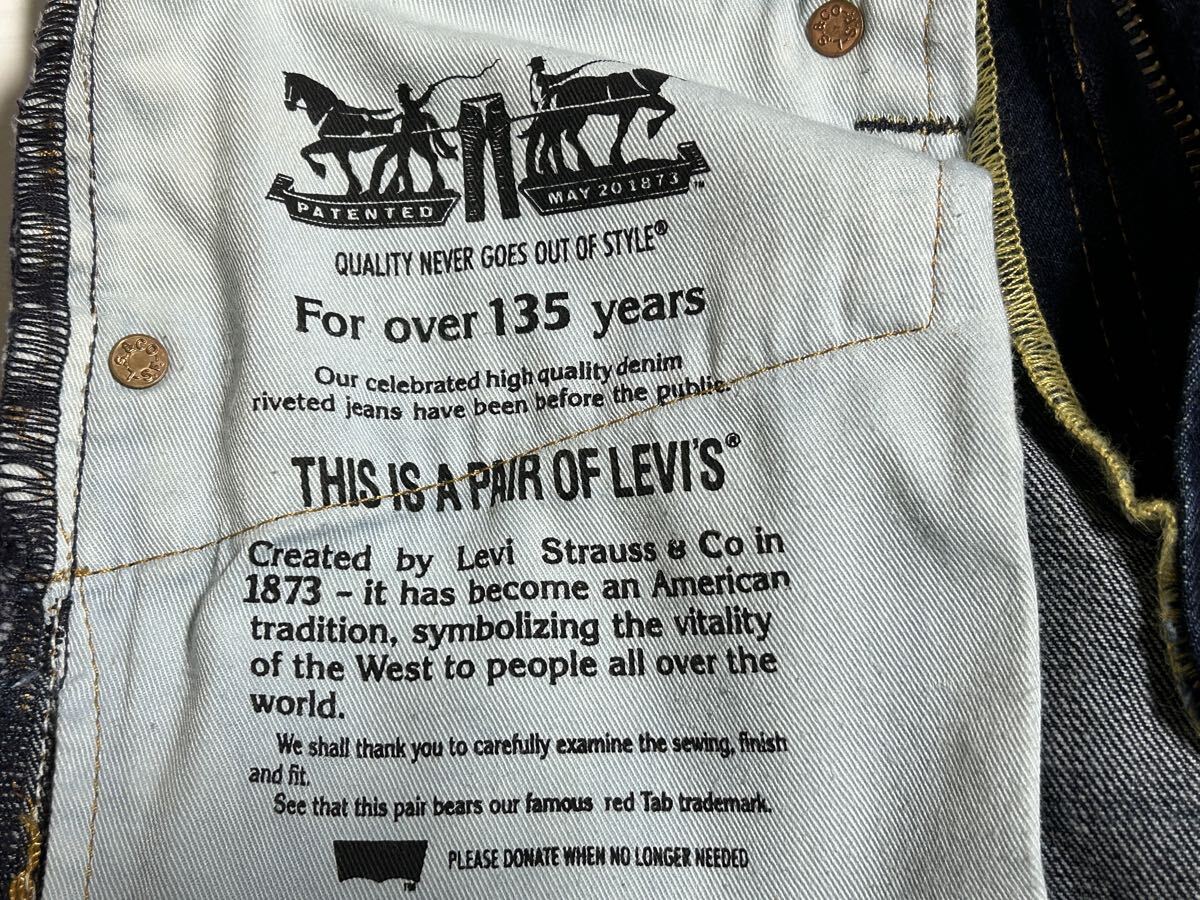 & CO
PATENTED
MAY 20 1873 ™
QUALITY NEVER GOES OUT OF STYLE®
For over 135 years
Our celebrated high quality denim
riveted jeans have been before the public.
THIS IS A PAIR OF LEVI'S®
Created by Levi Strauss & Co in
1873 - it has become an American
tradition, symbolizing the vitality
of the West to people all over the
world.
We shall thank you to carefully examine the sewing, finish
and fit.
See that this pair bears our famous red Tab trademark.
™ PLEASE DONATE WHEN NO LONGER NEEDED